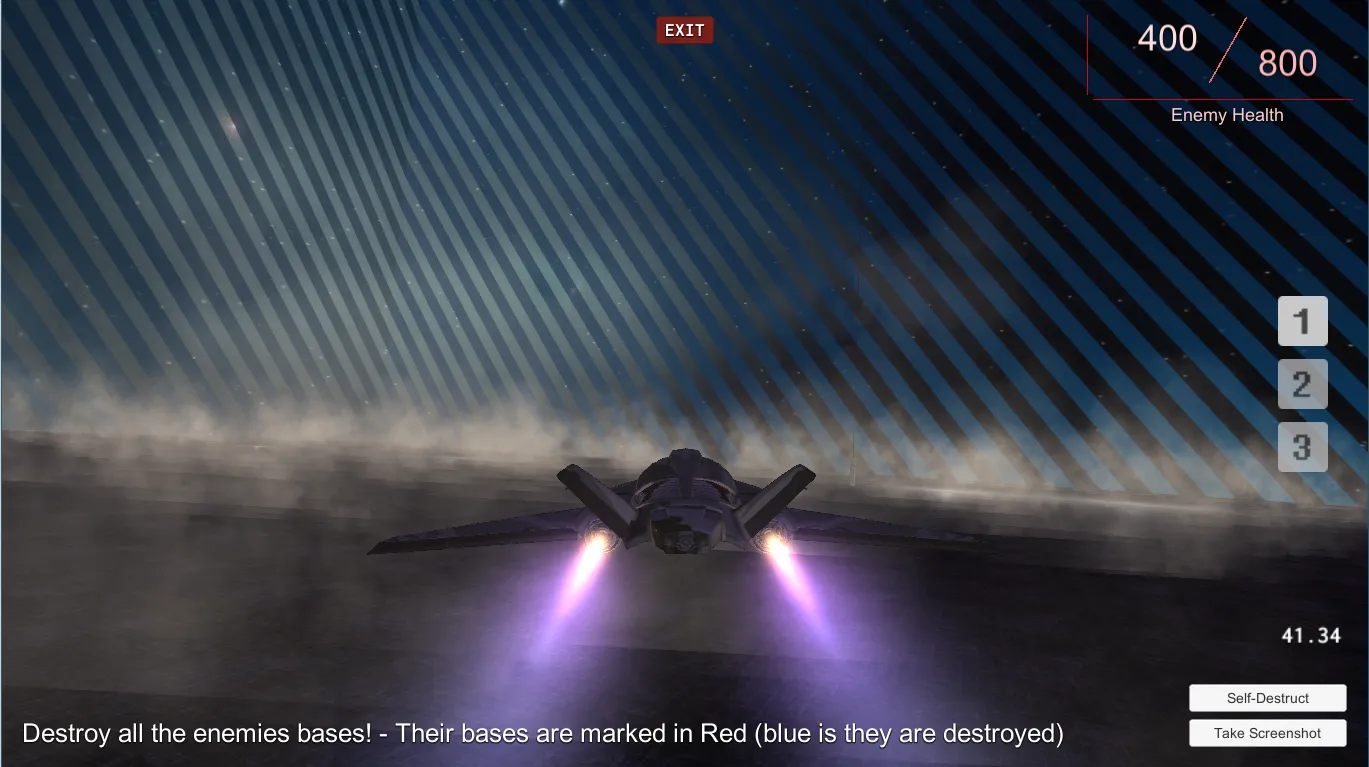 EXIT
400
800
Enemy Health
1
2
3
41.34
Self-Destruct
Take Screenshot
Destroy all the enemies bases! - Their bases are marked in Red (blue is they are destroyed)